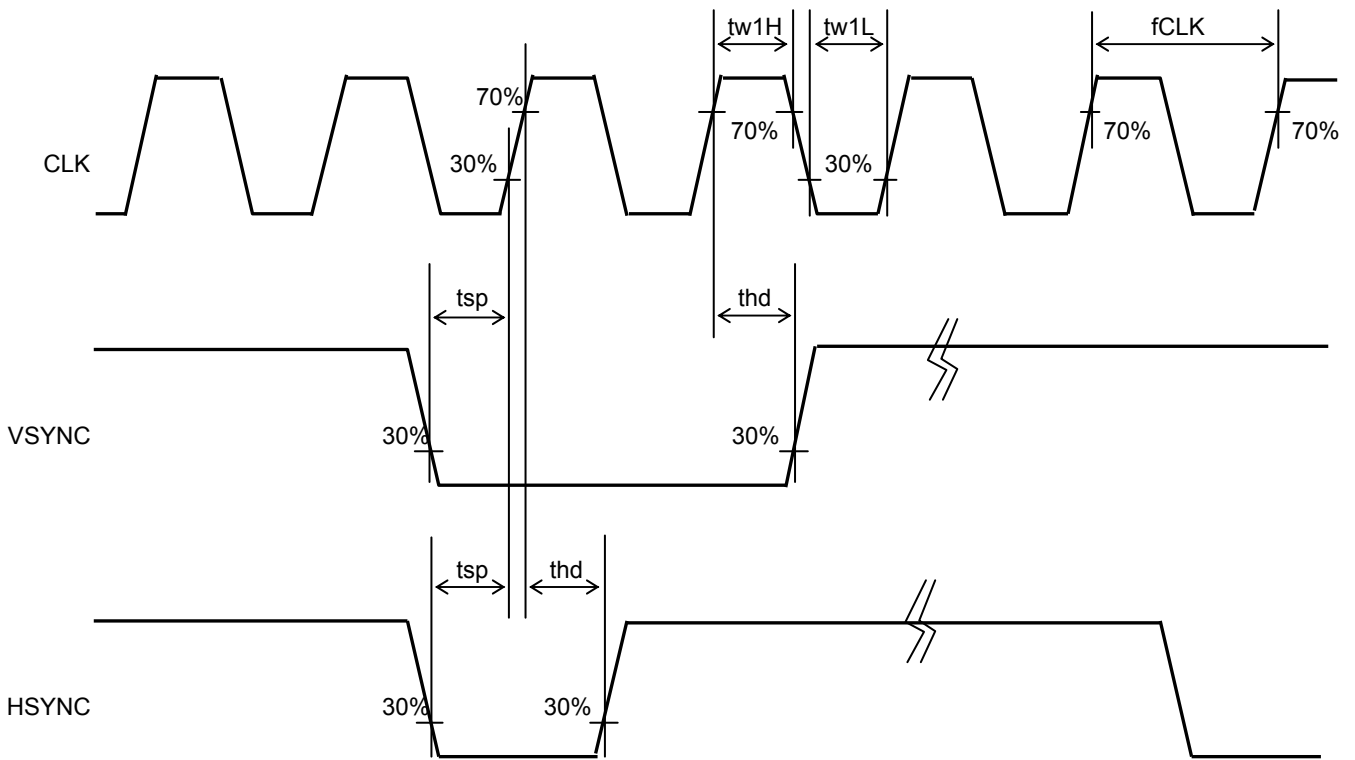 tw1H tw1L fCLK
70%
70% 70% 70%
CLK 30% 30%
tsp thd
VSYNC 30% 30%
tsp thd
HSYNC 30% 30%